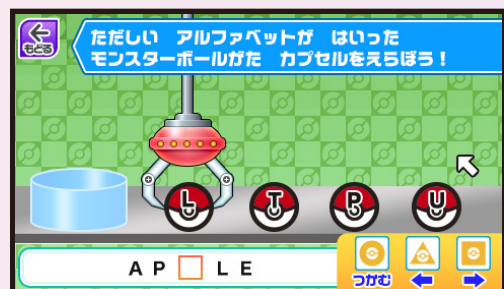 もどる
ただしい アルファベットが はいった
モンスターボールがた カプセルをえらぼう！
L T P U
A P □ L E
つかむ ← →